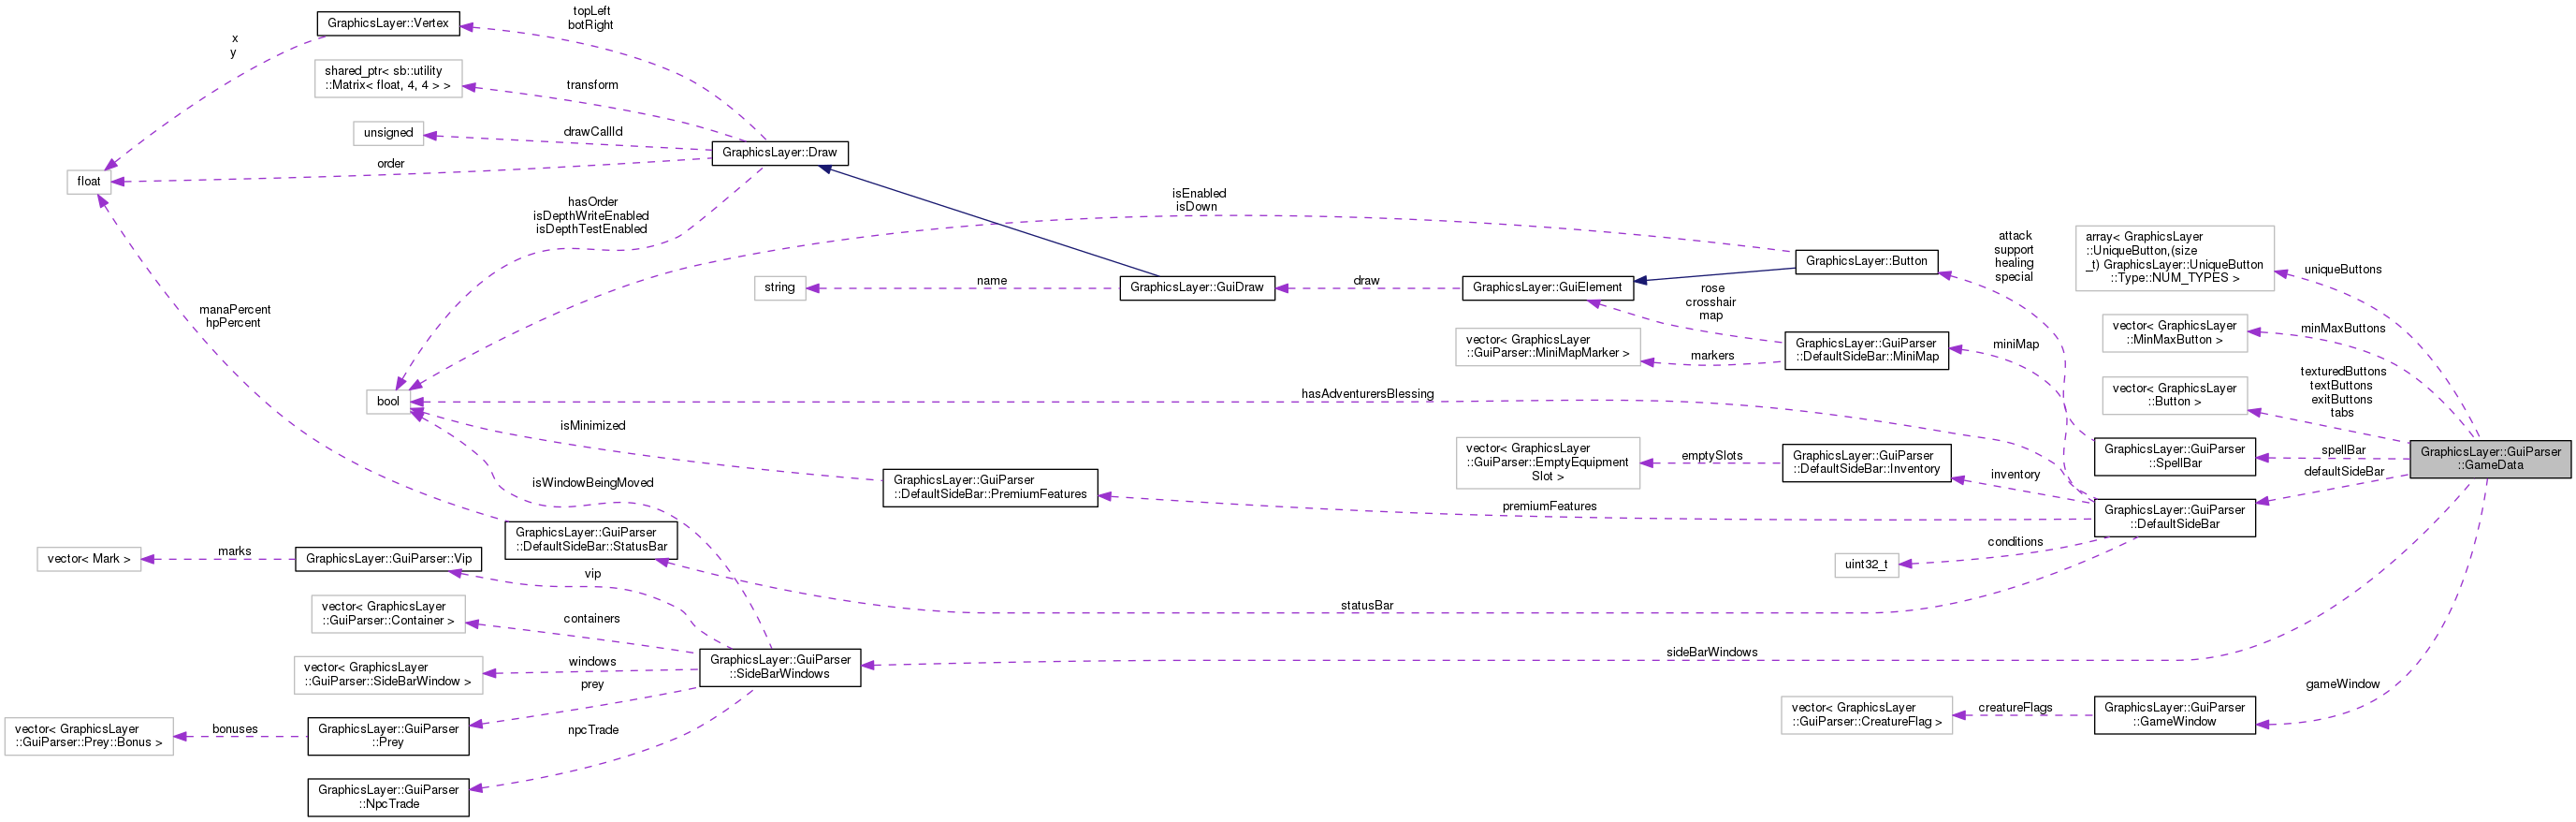 GraphicsLayer::Vertex
topLeft
botRight
x
y
shared_ptr< sb::utility
::Matrix< float, 4, 4 > >
transform
unsigned
drawCallId
GraphicsLayer::Draw
order
float
hasOrder
isDepthWriteEnabled
isDepthTestEnabled
isEnabled
isDown
attack
support
healing
special
array< GraphicsLayer
::UniqueButton,(size
_t) GraphicsLayer::UniqueButton
::Type::NUM_TYPES >
uniqueButtons
GraphicsLayer::Button
string
name
GraphicsLayer::GuiDraw
draw
GraphicsLayer::GuiElement
rose
crosshair
map
manaPercent
hpPercent
vector< GraphicsLayer
::GuiParser::MiniMapMarker >
markers
GraphicsLayer::GuiParser
::DefaultSideBar::MiniMap
miniMap
vector< GraphicsLayer
::MinMaxButton >
minMaxButtons
bool
hasAdventurersBlessing
vector< GraphicsLayer
::Button >
texturedButtons
textButtons
exitButtons
tabs
isMinimized
vector< GraphicsLayer
::GuiParser::EmptyEquipment
Slot >
emptySlots
GraphicsLayer::GuiParser
::DefaultSideBar::Inventory
inventory
GraphicsLayer::GuiParser
::SpellBar
spellBar
defaultSideBar
GraphicsLayer::GuiParser
::GameData
isWindowBeingMoved
GraphicsLayer::GuiParser
::DefaultSideBar::PremiumFeatures
premiumFeatures
GraphicsLayer::GuiParser
::DefaultSideBar
GraphicsLayer::GuiParser
::DefaultSideBar::StatusBar
conditions
uint32_t
vector< Mark >
marks
GraphicsLayer::GuiParser::Vip
vip
statusBar
vector< GraphicsLayer
::GuiParser::Container >
containers
vector< GraphicsLayer
::GuiParser::SideBarWindow >
windows
prey
GraphicsLayer::GuiParser
::SideBarWindows
sideBarWindows
gameWindow
vector< GraphicsLayer
::GuiParser::Prey::Bonus >
bonuses
GraphicsLayer::GuiParser
::Prey
npcTrade
vector< GraphicsLayer
::GuiParser::CreatureFlag >
creatureFlags
GraphicsLayer::GuiParser
::GameWindow
GraphicsLayer::GuiParser
::NpcTrade